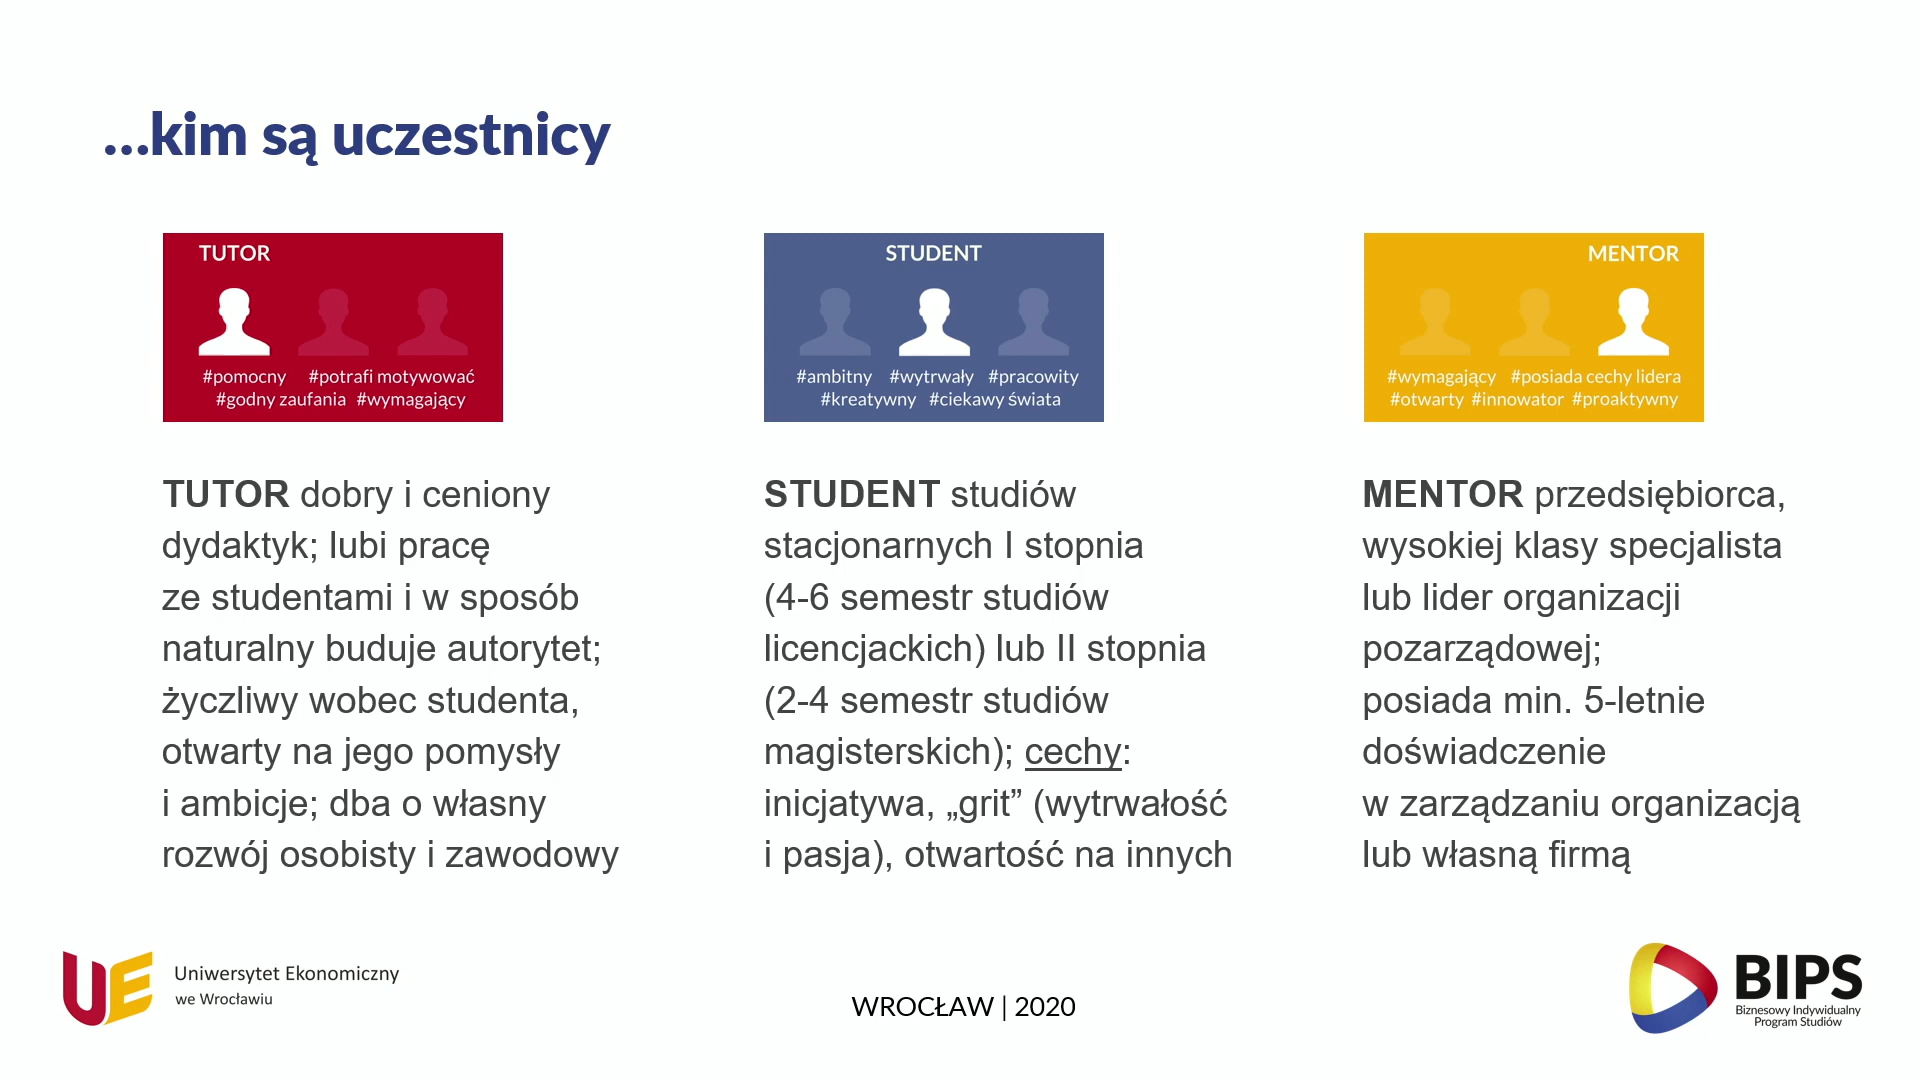 ...kim są uczestnicy
TUTOR
#pomocny #potrafi motywować
#godny zaufania #wymagający
TUTOR dobry i ceniony
dydaktyk; lubi pracę
ze studentami i w sposób
naturalny buduje autorytet;
życzliwy wobec studenta,
otwarty na jego pomysły
i ambicje; dba o własny
rozwój osobisty i zawodowy
STUDENT
#ambitny #wytrwały #pracowity
#kreatywny #ciekawy świata
STUDENT studiów
stacjonarnych I stopnia
(4-6 semestr studiów
licencjackich) lub II stopnia
(2-4 semestr studiów
magisterskich); cechy:
inicjatywa, „grit” (wytrwałość
i pasja), otwartość na innych
MENTOR
#wymagający #posiada cechy lidera
#otwarty #innowator #proaktywny
MENTOR przedsiębiorca,
wysokiej klasy specjalista
lub lider organizacji
pozarządowej;
posiada min. 5-letnie
doświadczenie
w zarządzaniu organizacją
lub własną firmą
UE
Uniwersytet Ekonomiczny
we Wrocławiu
WROCŁAW | 2020
BIPS
Biznesowy Indywidualny
Program Studiów